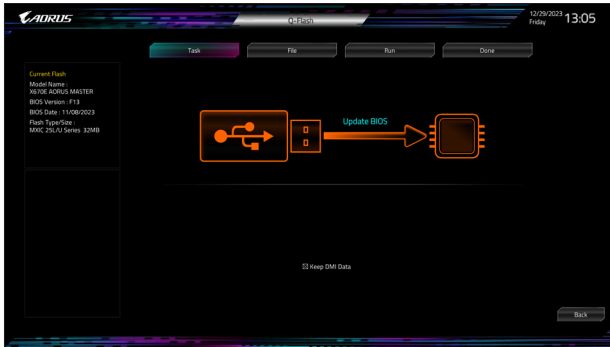 AORUS
Q-Flash
12/29/2023
Friday
13:05
Task
File
Run
Done
Current Flash
Model Name :
X670E AORUS MASTER
BIOS Version : F13
BIOS Date : 11/08/2023
Flash Type/Size :
MXIC 25L/U Series 32MB
Update BIOS
Keep DMI Data
Back